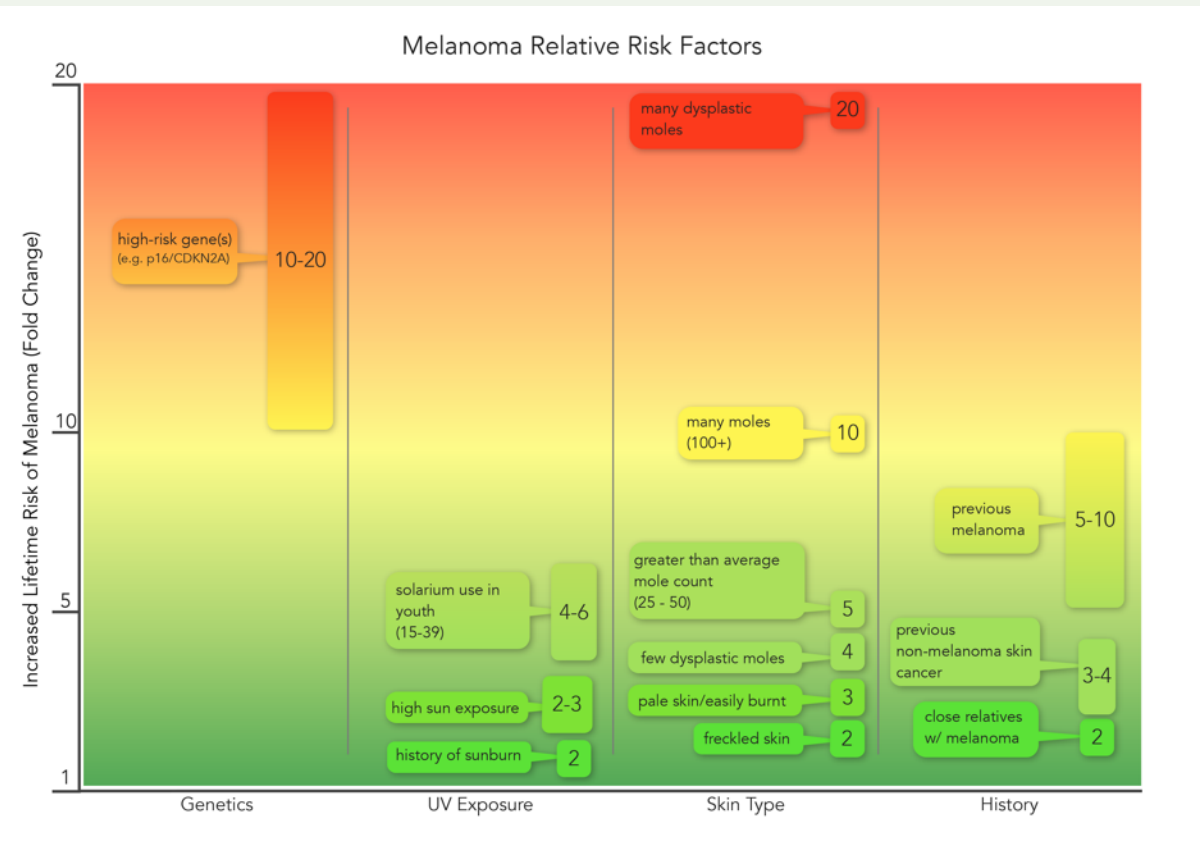 Melanoma Relative Risk Factors
Increased Lifetime Risk of Melanoma (Fold Change)
20
10
5
1
high-risk gene(s)
(e.g. p16/CDKN2A)
10-20
Genetics
solarium use in
youth
(15-39)
4-6
high sun exposure
2-3
history of sunburn
2
UV Exposure
many dysplastic
moles
20
many moles
(100+)
10
greater than average
mole count
(25 - 50)
5
few dysplastic moles
4
pale skin/easily burnt
3
freckled skin
2
Skin Type
previous
melanoma
5-10
previous
non-melanoma skin
cancer
3-4
close relatives
w/ melanoma
2
History